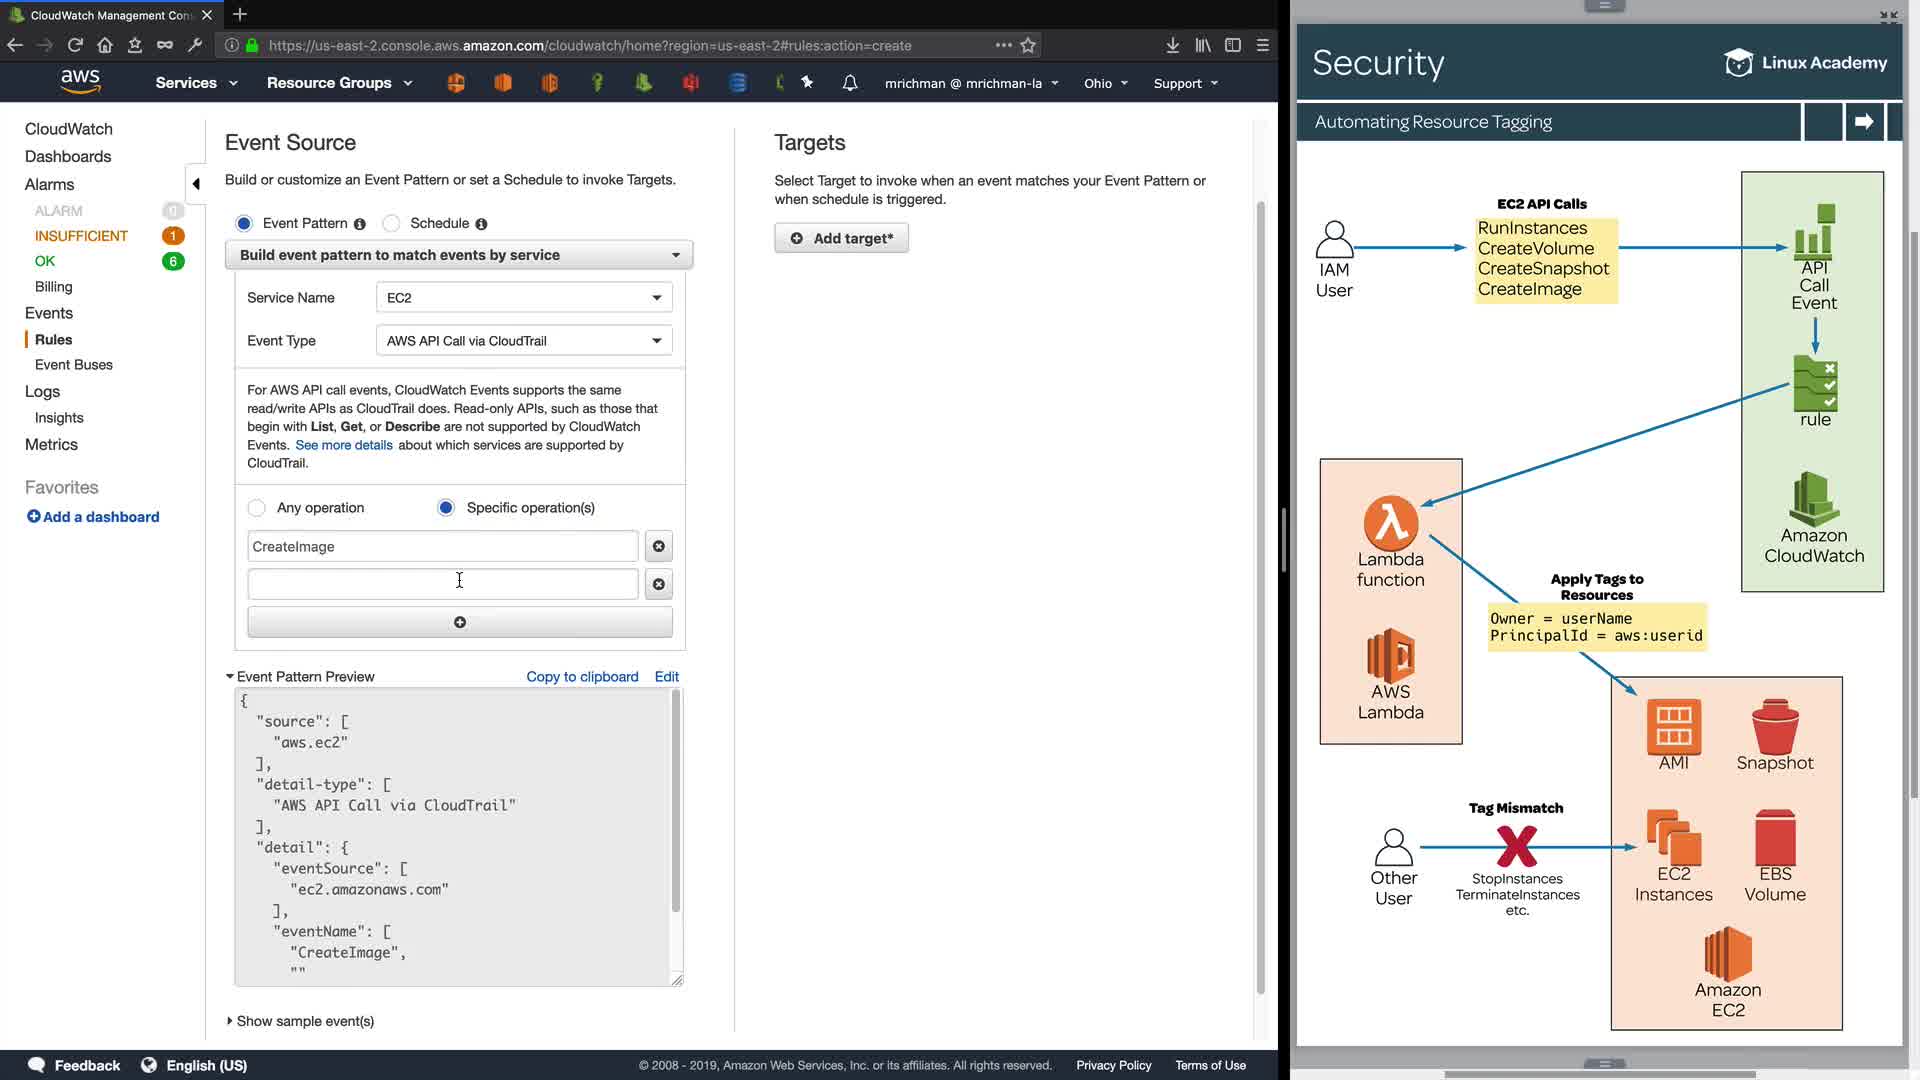 CloudWatch Management Con
https://us-east-2.console.aws.amazon.com/cloudwatch/home?region=us-east-2#rules:action=create
aws
Services
Resource Groups
mrichman @ mrichman-la
Ohio
Support
CloudWatch
Dashboards
Alarms
ALARM 0
INSUFFICIENT 1
OK 6
Billing
Events
Rules
Event Buses
Logs
Insights
Metrics
Favorites
Add a dashboard
Event Source
Build or customize an Event Pattern or set a Schedule to invoke Targets.
Event Pattern
Schedule
Build event pattern to match events by service
Service Name
EC2
Event Type
AWS API Call via CloudTrail
For AWS API call events, CloudWatch Events supports the same
read/write APIs as CloudTrail does. Read-only APIs, such as those that
begin with List, Get, or Describe are not supported by CloudWatch
Events. See more details about which services are supported by
CloudTrail.
Any operation
Specific operation(s)
CreateImage
Event Pattern Preview
Copy to clipboard
Edit
{
"source": [
"aws.ec2"
],
"detail-type": [
"AWS API Call via CloudTrail"
],
"detail": {
"eventSource": [
"ec2.amazonaws.com"
],
"eventName": [
"CreateImage",
""
Show sample event(s)
Targets
Select Target to invoke when an event matches your Event Pattern or
when schedule is triggered.
Add target*
Feedback
English (US)
© 2008 - 2019, Amazon Web Services, Inc. or its affiliates. All rights reserved.
Privacy Policy
Terms of Use
Security
Linux Academy
Automating Resource Tagging
IAM
User
EC2 API Calls
RunInstances
CreateVolume
CreateSnapshot
CreateImage
API
Call
Event
rule
Amazon
CloudWatch
Lambda
function
AWS
Lambda
Apply Tags to
Resources
Owner = userName
PrincipalId = aws:userid
AMI
Snapshot
EC2
Instances
EBS
Volume
Amazon
EC2
Other
User
Tag Mismatch
StopInstances
TerminateInstances
etc.